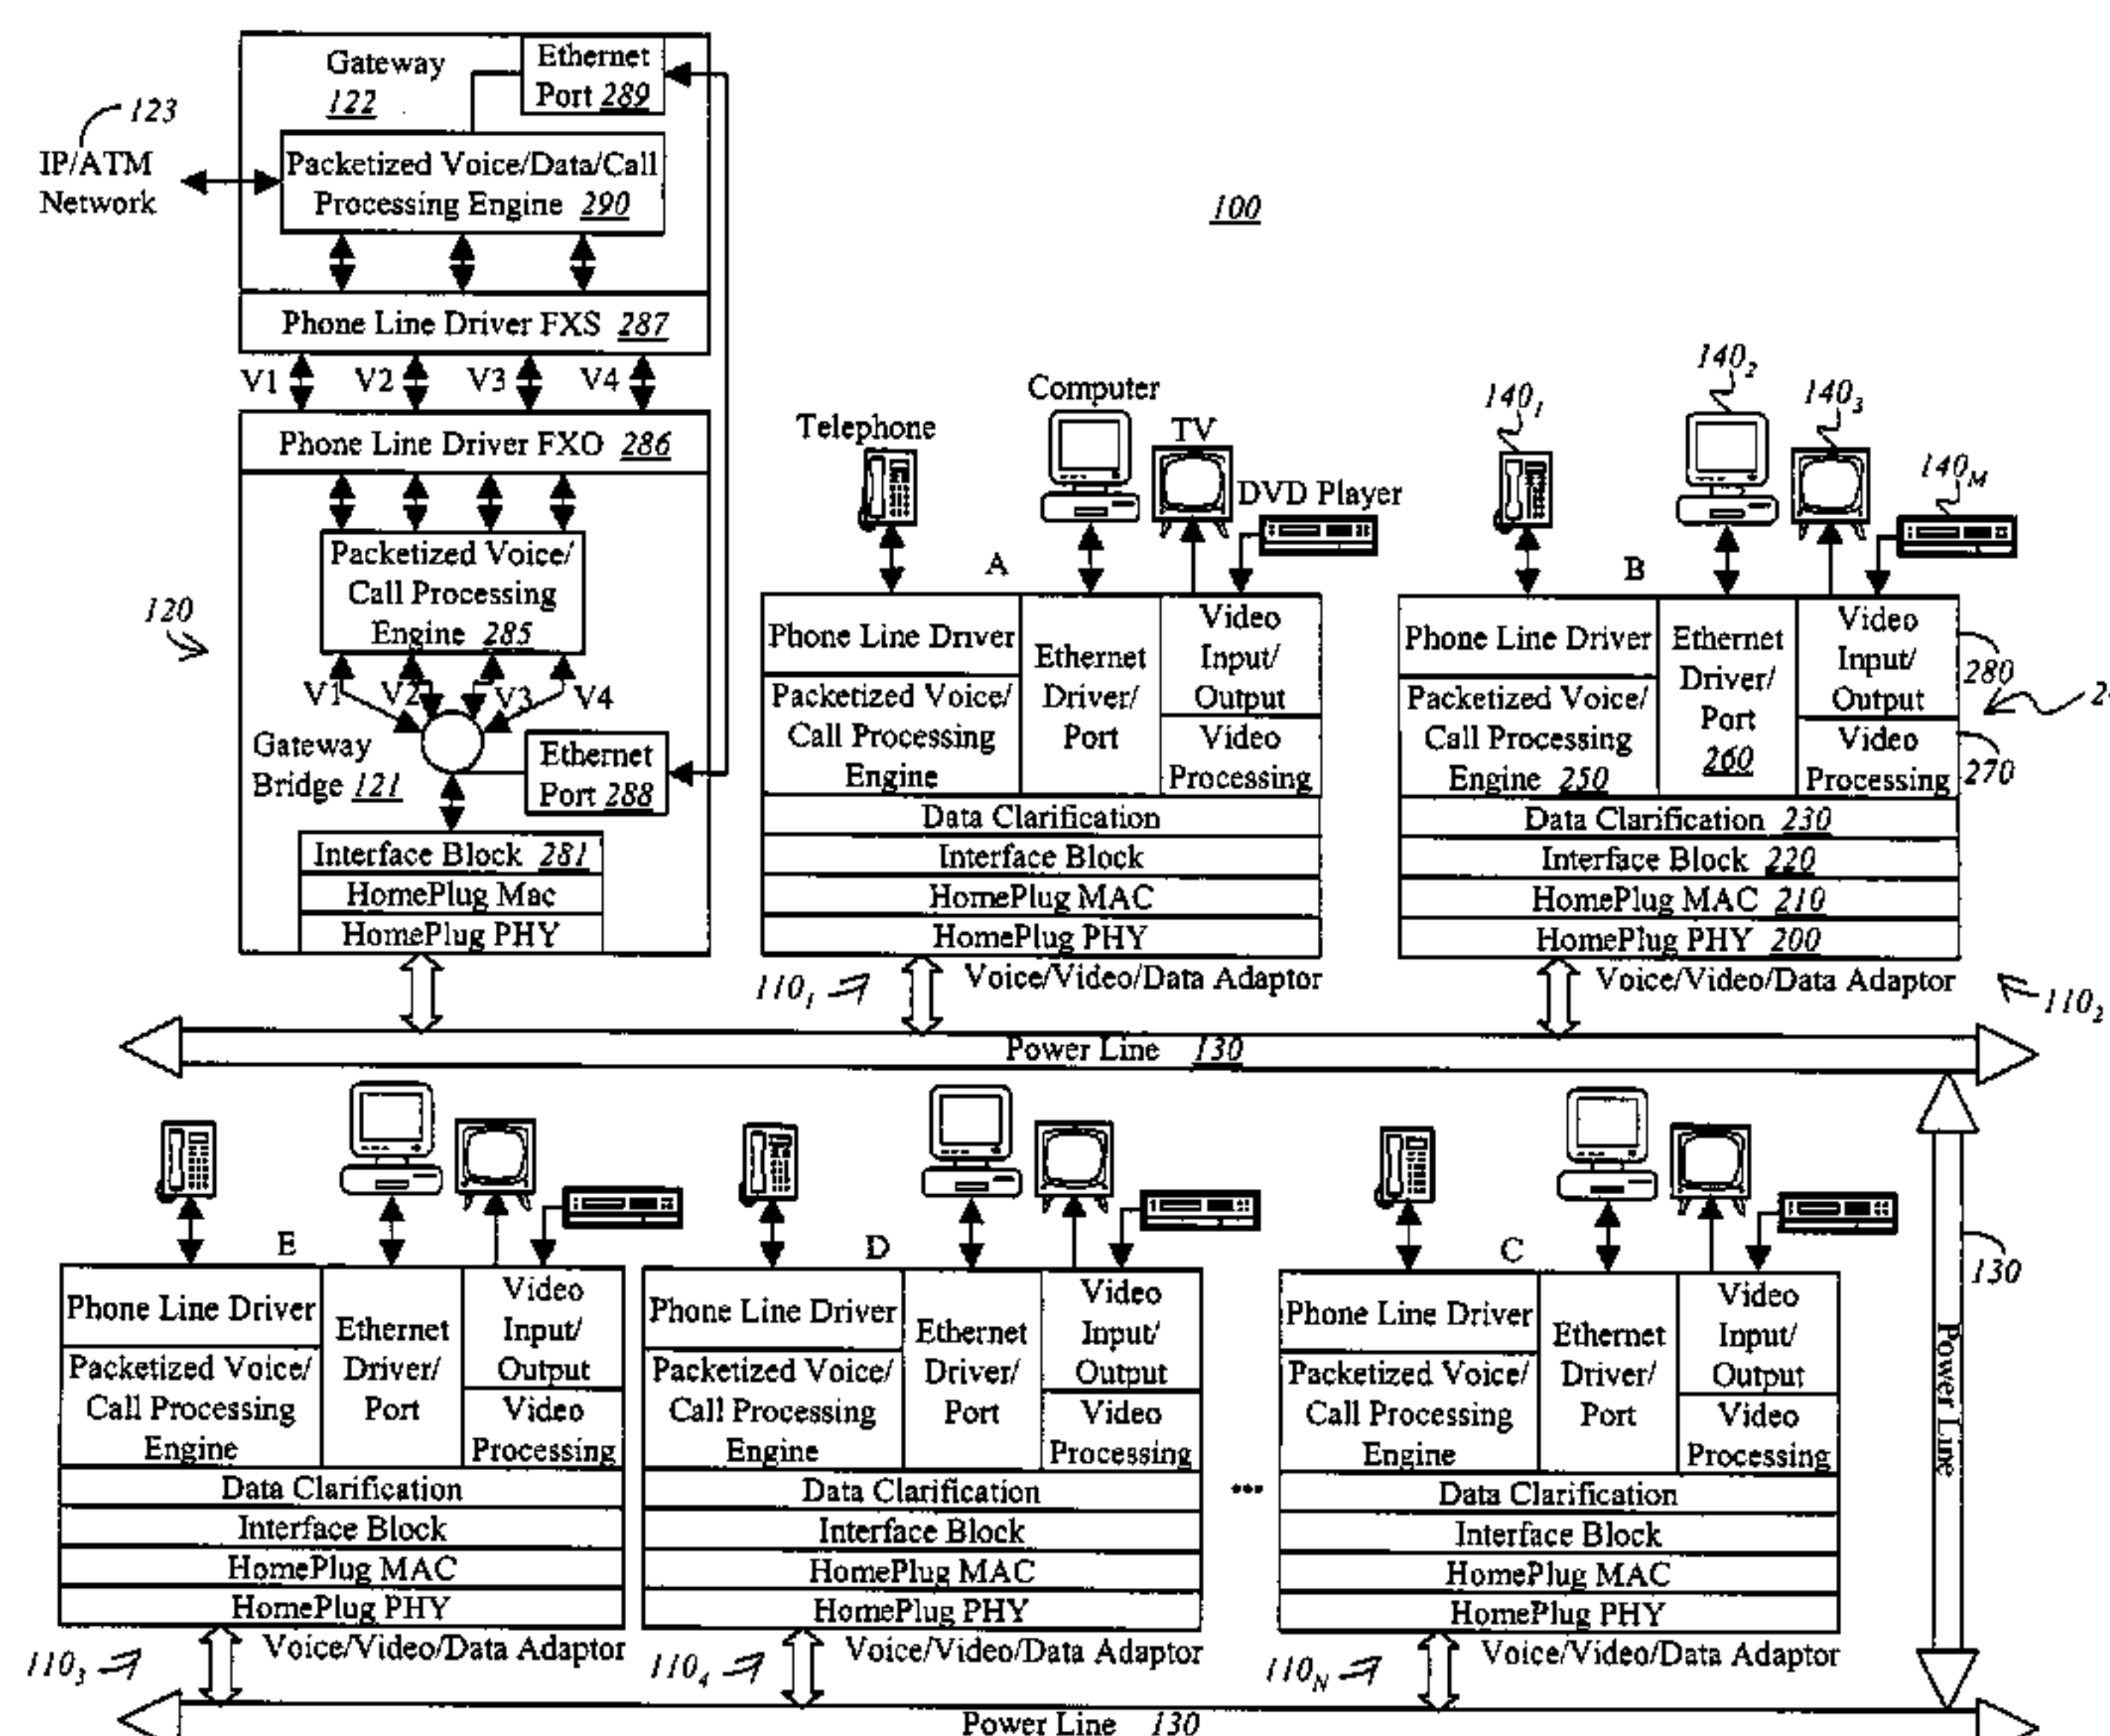 Gateway
122
Ethernet
Port 289
123
IP/ATM
Network
Packetized Voice/Data/Call
Processing Engine 290
100
Phone Line Driver FXS 287
V1 V2 V3 V4
Phone Line Driver FXO 286
Packetized Voice/
Call Processing
Engine 285
120
V1 V2 V3 V4
Gateway
Bridge 121
Ethernet
Port 288
Interface Block 281
HomePlug Mac
HomePlug PHY
Telephone
Computer
TV
DVD Player
A
Phone Line Driver
Packetized Voice/
Call Processing
Engine
Ethernet
Driver/
Port
Video
Input/
Output
Video
Processing
Data Clarification
Interface Block
HomePlug MAC
HomePlug PHY
110₁
Voice/Video/Data Adaptor
140₁
140₂
140₃
140M
B
Phone Line Driver
Packetized Voice/
Call Processing
Engine 250
Ethernet
Driver/
Port
260
Video
Input/
Output
280
Video
Processing
270
Data Clarification 230
Interface Block 220
HomePlug MAC 210
HomePlug PHY 200
Voice/Video/Data Adaptor
110₂
Power Line 130
E
Phone Line Driver
Packetized Voice/
Call Processing
Engine
Ethernet
Driver/
Port
Video
Input/
Output
Video
Processing
Data Clarification
Interface Block
HomePlug MAC
HomePlug PHY
110₃
Voice/Video/Data Adaptor
D
Phone Line Driver
Packetized Voice/
Call Processing
Engine
Ethernet
Driver/
Port
Video
Input/
Output
Video
Processing
Data Clarification
Interface Block
HomePlug MAC
HomePlug PHY
110₄
Voice/Video/Data Adaptor
...
C
Phone Line Driver
Packetized Voice/
Call Processing
Engine
Ethernet
Driver/
Port
Video
Input/
Output
Video
Processing
Data Clarification
Interface Block
HomePlug MAC
HomePlug PHY
110N
Voice/Video/Data Adaptor
130
Power Line
Power Line 130